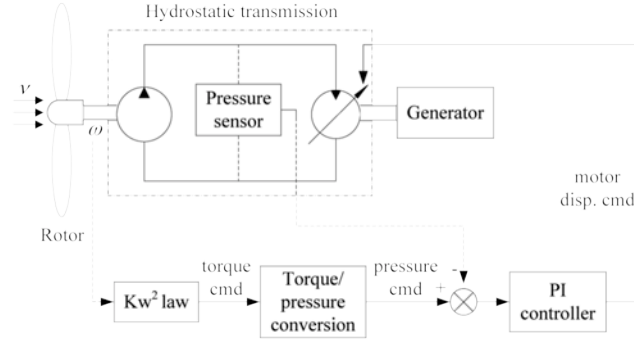 Hydrostatic transmission
V
ω
Pressure
sensor
Generator
motor
disp. cmd
Rotor
torque
cmd
pressure
cmd
-
+
Kw² law
Torque/
pressure
conversion
PI
controller